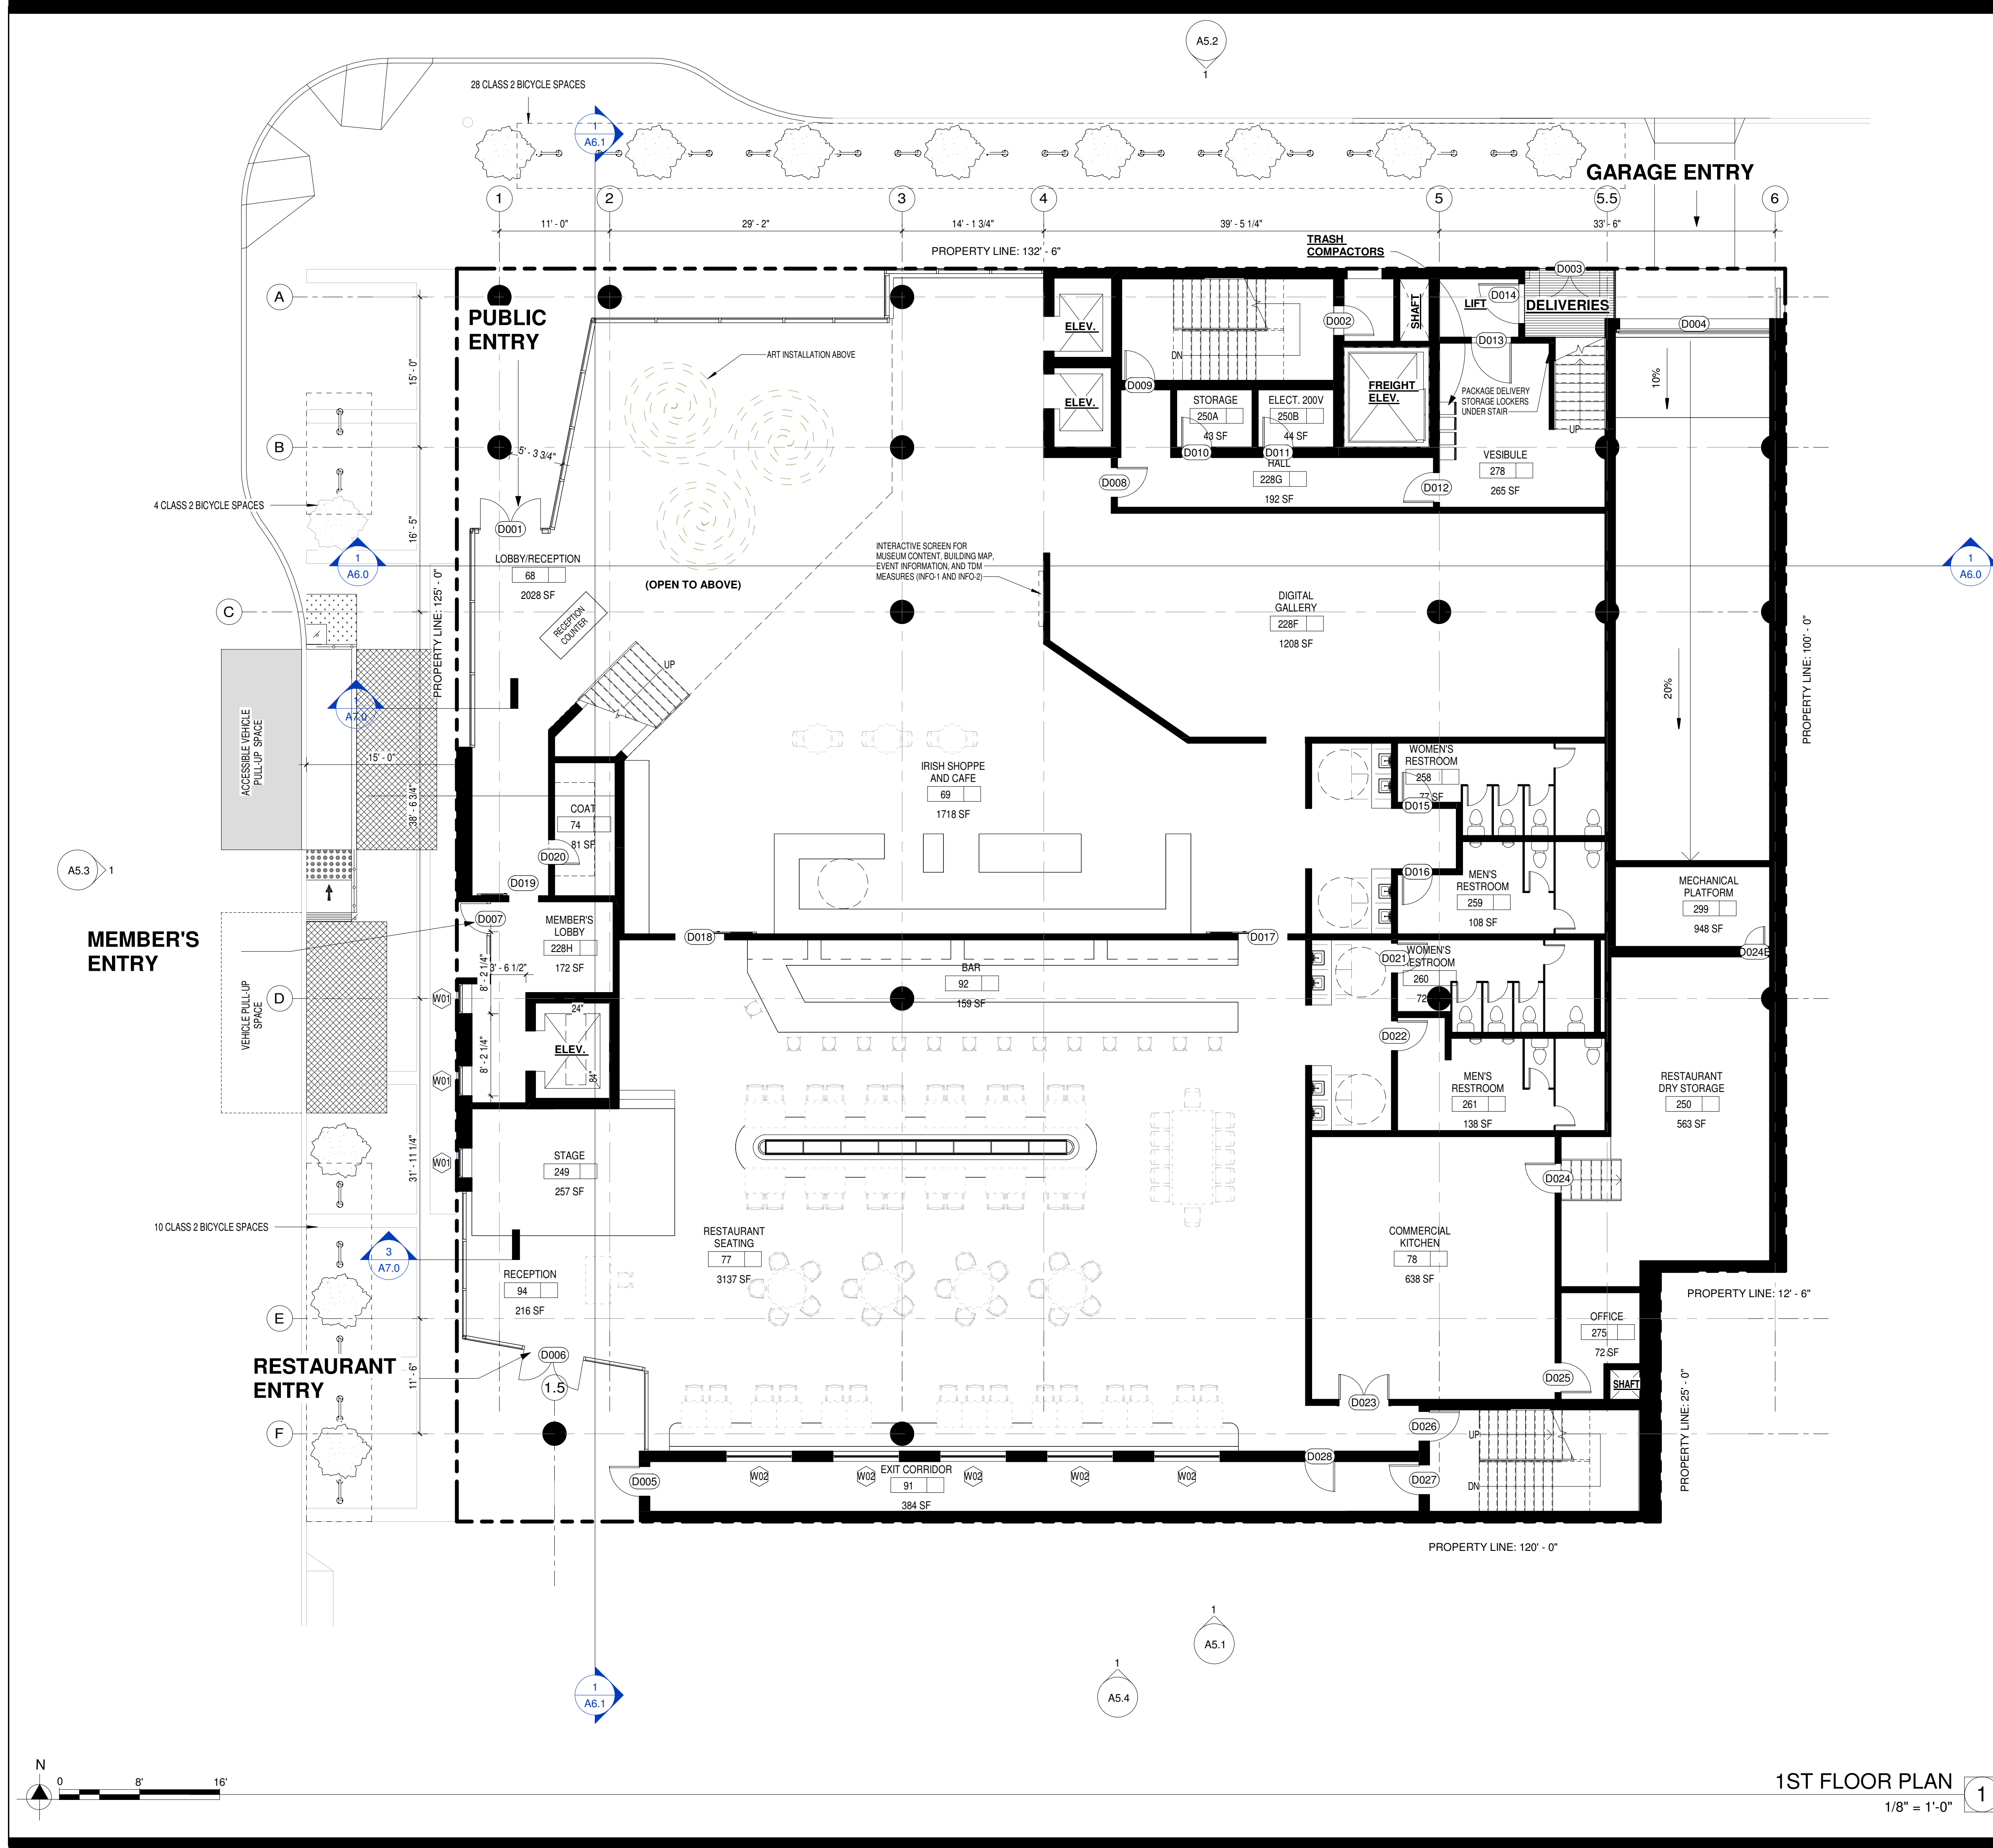 A5.2
1
28 CLASS 2 BICYCLE SPACES
1
A6.1
GARAGE ENTRY
1
2
3
4
5
5.5
6
11' - 0"
29' - 2"
14' - 1 3/4"
39' - 5 1/4"
33' - 6"
TRASH
COMPACTORS
PROPERTY LINE: 132' - 6"
D003
A
PUBLIC
ENTRY
ELEV.
D002
SHAFT
LIFT
D014
DELIVERIES
D004
D013
DN
ART INSTALLATION ABOVE
15' - 0"
10%
D009
FREIGHT
ELEV.
PACKAGE DELIVERY
STORAGE LOCKERS
UNDER STAIR
ELEV.
STORAGE
250A
43 SF
ELECT. 200V
250B
44 SF
UP
B
5' - 3 3/4"
D010
D011
HALL
228G
192 SF
VESIBULE
278
265 SF
D008
D012
4 CLASS 2 BICYCLE SPACES
16' - 5"
D001
1
A6.0
LOBBY/RECEPTION
68
2028 SF
(OPEN TO ABOVE)
INTERACTIVE SCREEN FOR
MUSEUM CONTENT, BUILDING MAP,
EVENT INFORMATION, AND TDM
MEASURES (INFO-1 AND INFO-2)
1
A6.0
PROPERTY LINE: 125' - 0"
C
RECEPTION
COUNTER
DIGITAL
GALLERY
228F
1208 SF
PROPERTY LINE: 100' - 0"
UP
20%
1
A7.0
ACCESSIBLE VEHICLE
PULL-UP SPACE
15' - 0"
38' - 6 3/4"
IRISH SHOPPE
AND CAFE
69
1718 SF
WOMEN'S
RESTROOM
258
77 SF
D015
COAT
74
81 SF
D020
A5.3
1
D016
MEN'S
RESTROOM
259
108 SF
MECHANICAL
PLATFORM
299
948 SF
D019
D007
MEMBER'S
LOBBY
228H
172 SF
MEMBER'S
ENTRY
D018
D017
D024B
8' - 2 1/4"
3' - 6 1/2"
BAR
92
159 SF
D021
WOMEN'S
RESTROOM
260
72
D
W01
VEHICLE PULL-UP
SPACE
24"
ELEV.
84"
8' - 2 1/4"
D022
W01
MEN'S
RESTROOM
261
138 SF
RESTAURANT
DRY STORAGE
250
563 SF
31' - 11 1/4"
W01
STAGE
249
257 SF
D024
10 CLASS 2 BICYCLE SPACES
3
A7.0
RESTAURANT
SEATING
77
3137 SF
COMMERCIAL
KITCHEN
78
638 SF
RECEPTION
94
216 SF
PROPERTY LINE: 12' - 6"
E
OFFICE
275
72 SF
RESTAURANT
ENTRY
D006
11' - 6"
1.5
D025
SHAFT
D023
PROPERTY LINE: 25' - 0"
F
D026
UP
D005
W02
W02
W02
W02
W02
EXIT CORRIDOR
91
384 SF
D028
D027
DN
PROPERTY LINE: 120' - 0"
1
A5.1
1
A5.4
1
A6.1
N
0
8'
16'
1ST FLOOR PLAN
1
1/8" = 1'-0"